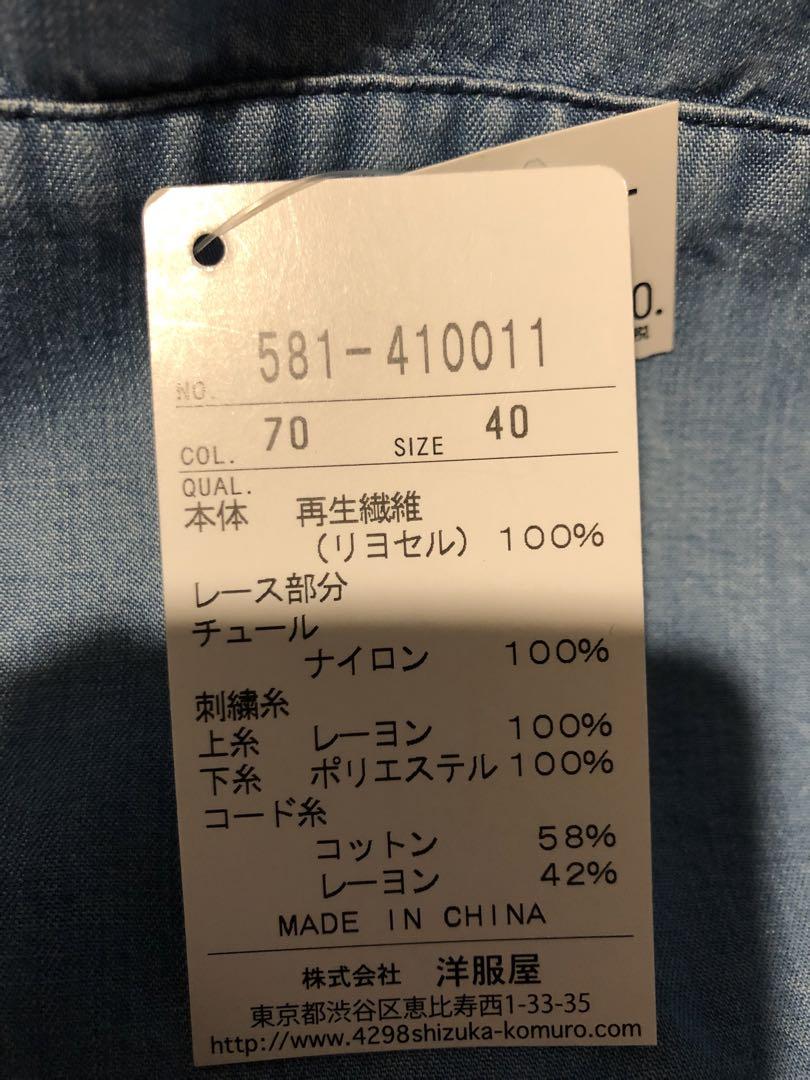 NO. 581-410011
COL. 70 SIZE 40
QUAL.
本体 再生繊維
(リヨセル) 100%
レース部分
チュール
ナイロン 100%
刺繍糸
上糸 レーヨン 100%
下糸 ポリエステル 100%
コード糸
コットン 58%
レーヨン 42%
MADE IN CHINA
株式会社 洋服屋
東京都渋谷区恵比寿西1-33-35
http://www.4298shizuka-komuro.com
0.
税